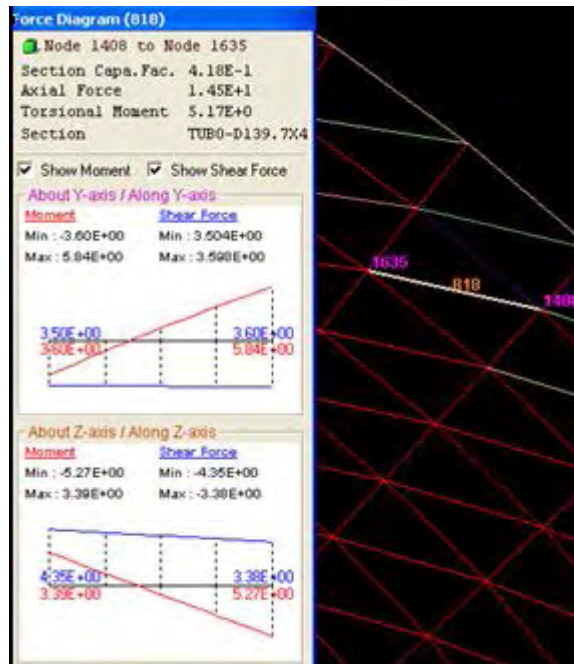 Force Diagram (818)
Node 1408 to Node 1635
Section Capa.Fac. 4.18E-1
Axial Force 1.45E+1
Torsional Moment 5.17E+0
Section TUBO-D139.7X4
Show Moment Show Shear Force
About Y-axis / Along Y-axis
Moment Shear Force
Min : -3.60E+00 Min : 3.504E+00
Max : 5.84E+00 Max : 3.598E+00
3.50E+00 3.60E+00
3.60E+00 5.84E+00
About Z-axis / Along Z-axis
Moment Shear Force
Min : -5.27E+00 Min : -4.35E+00
Max : 3.39E+00 Max : -3.38E+00
4.35E+00 3.38E+00
3.39E+00 5.27E+00
1635
818
1408